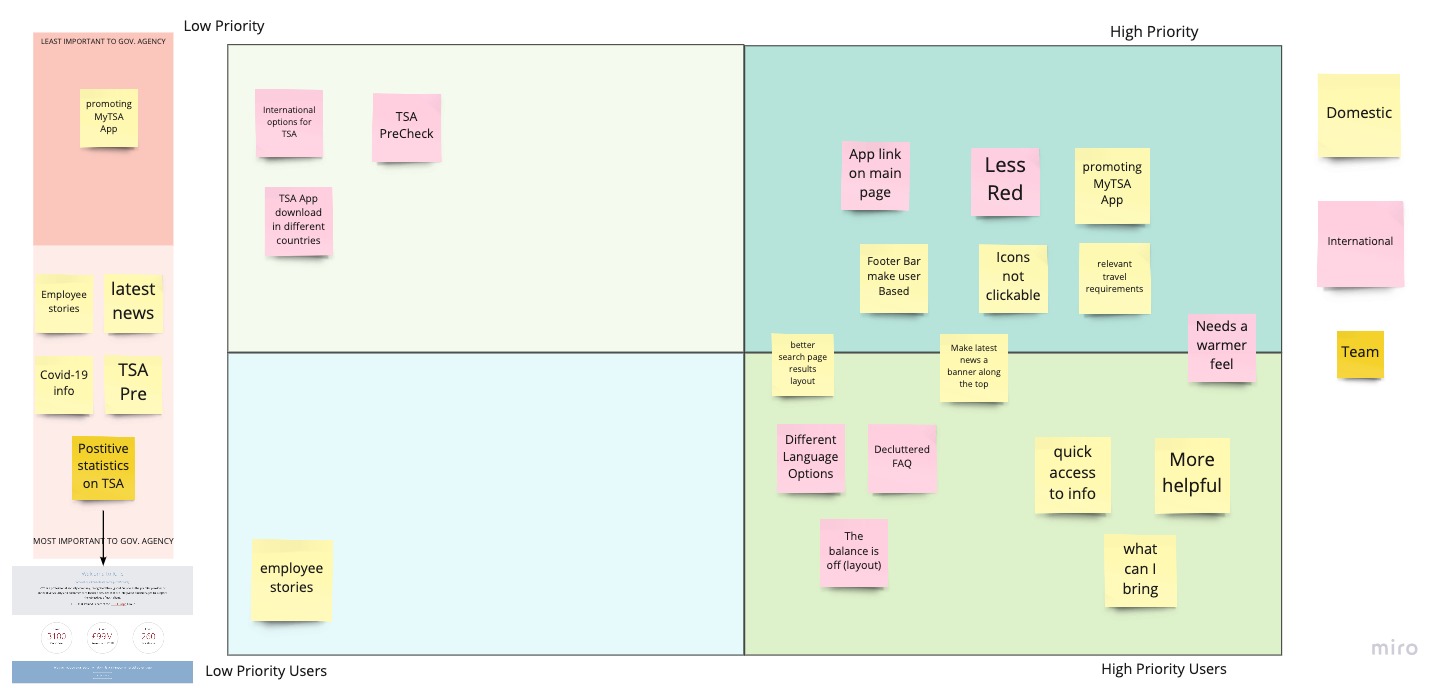 Low Priority
High Priority
LEAST IMPORTANT TO GOV. AGENCY
promoting
MyTSA
App
Employee
stories
latest
news
Covid-19
info
TSA
Pre
Postitive
statistics
on TSA
MOST IMPORTANT TO GOV. AGENCY
3100
£99M
260
International
options for
TSA
TSA
PreCheck
TSA App
download
in different
countries
App link
on main
page
Less
Red
promoting
MyTSA
App
Footer Bar
make user
Based
Icons
not
clickable
relevant
travel
requirements
better
search page
results
layout
Make latest
news a
banner along
the top
Needs a
warmer
feel
Different
Language
Options
Decluttered
FAQ
quick
access
to info
More
helpful
The
balance is
off (layout)
what
can I
bring
employee
stories
Low Priority Users
High Priority Users
Domestic
International
Team
miro